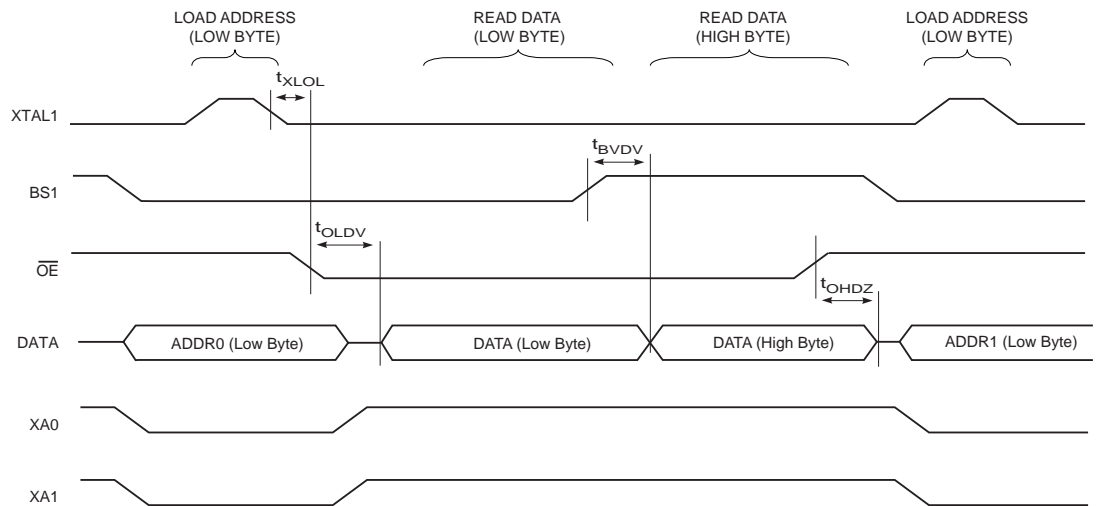 LOAD ADDRESS
(LOW BYTE)
READ DATA
(LOW BYTE)
READ DATA
(HIGH BYTE)
LOAD ADDRESS
(LOW BYTE)
tXLOL
XTAL1
tBVDV
BS1
tOLDV
OE
tOHDZ
DATA
ADDR0 (Low Byte)
DATA (Low Byte)
DATA (High Byte)
ADDR1 (Low Byte)
XA0
XA1